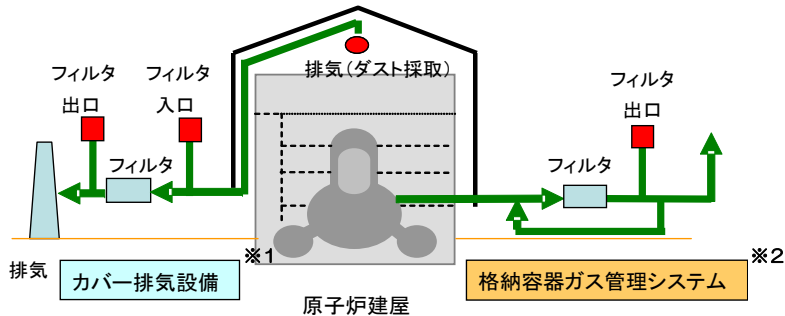 排気(ダスト採取)
フィルタ
出口
フィルタ
入口
フィルタ
フィルタ
出口
フィルタ
排気
カバー排気設備
※1
原子炉建屋
格納容器ガス管理システム
※2